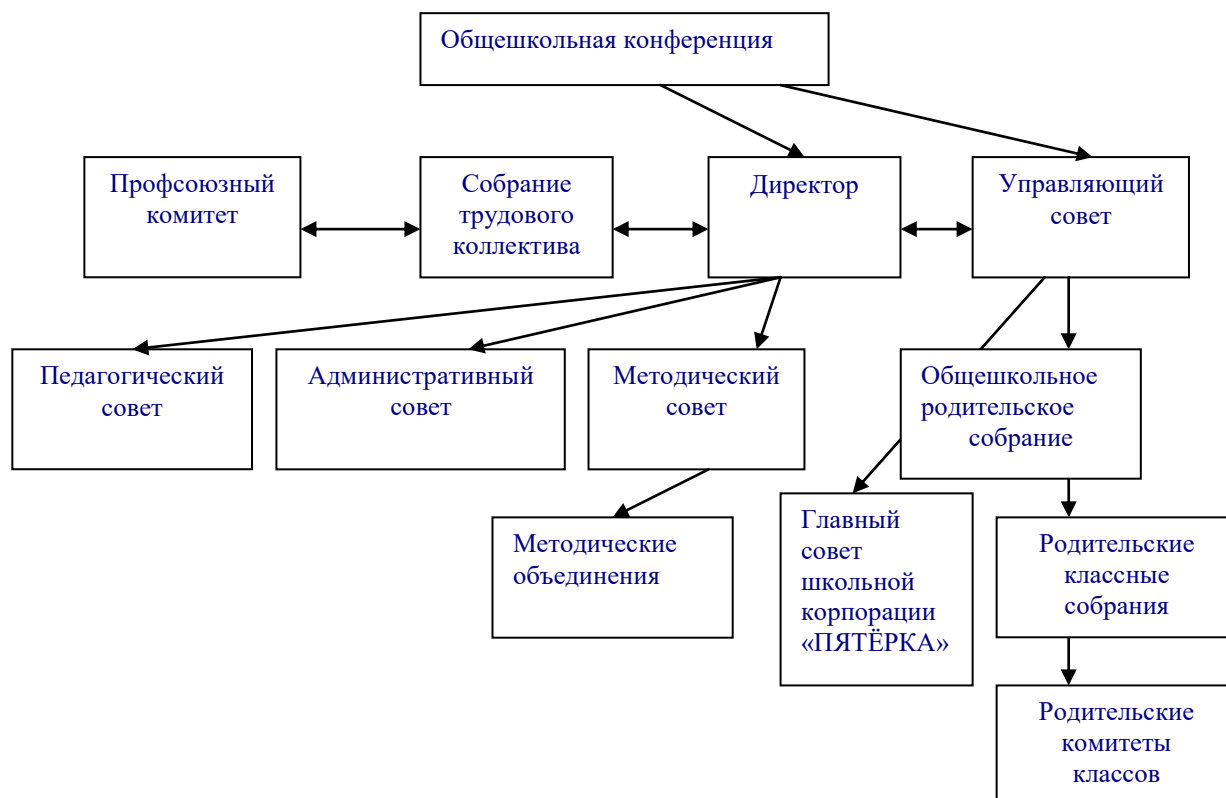 Общешкольная конференция
Профсоюзный
комитет
Собрание
трудового
коллектива
Директор
Управляющий
совет
Педагогический
совет
Административный
совет
Методический
совет
Общешкольное
родительское
собрание
Методические
объединения
Главный
совет
школьной
корпорации
«ПЯТЁРКА»
Родительские
классные
собрания
Родительские
комитеты
классов